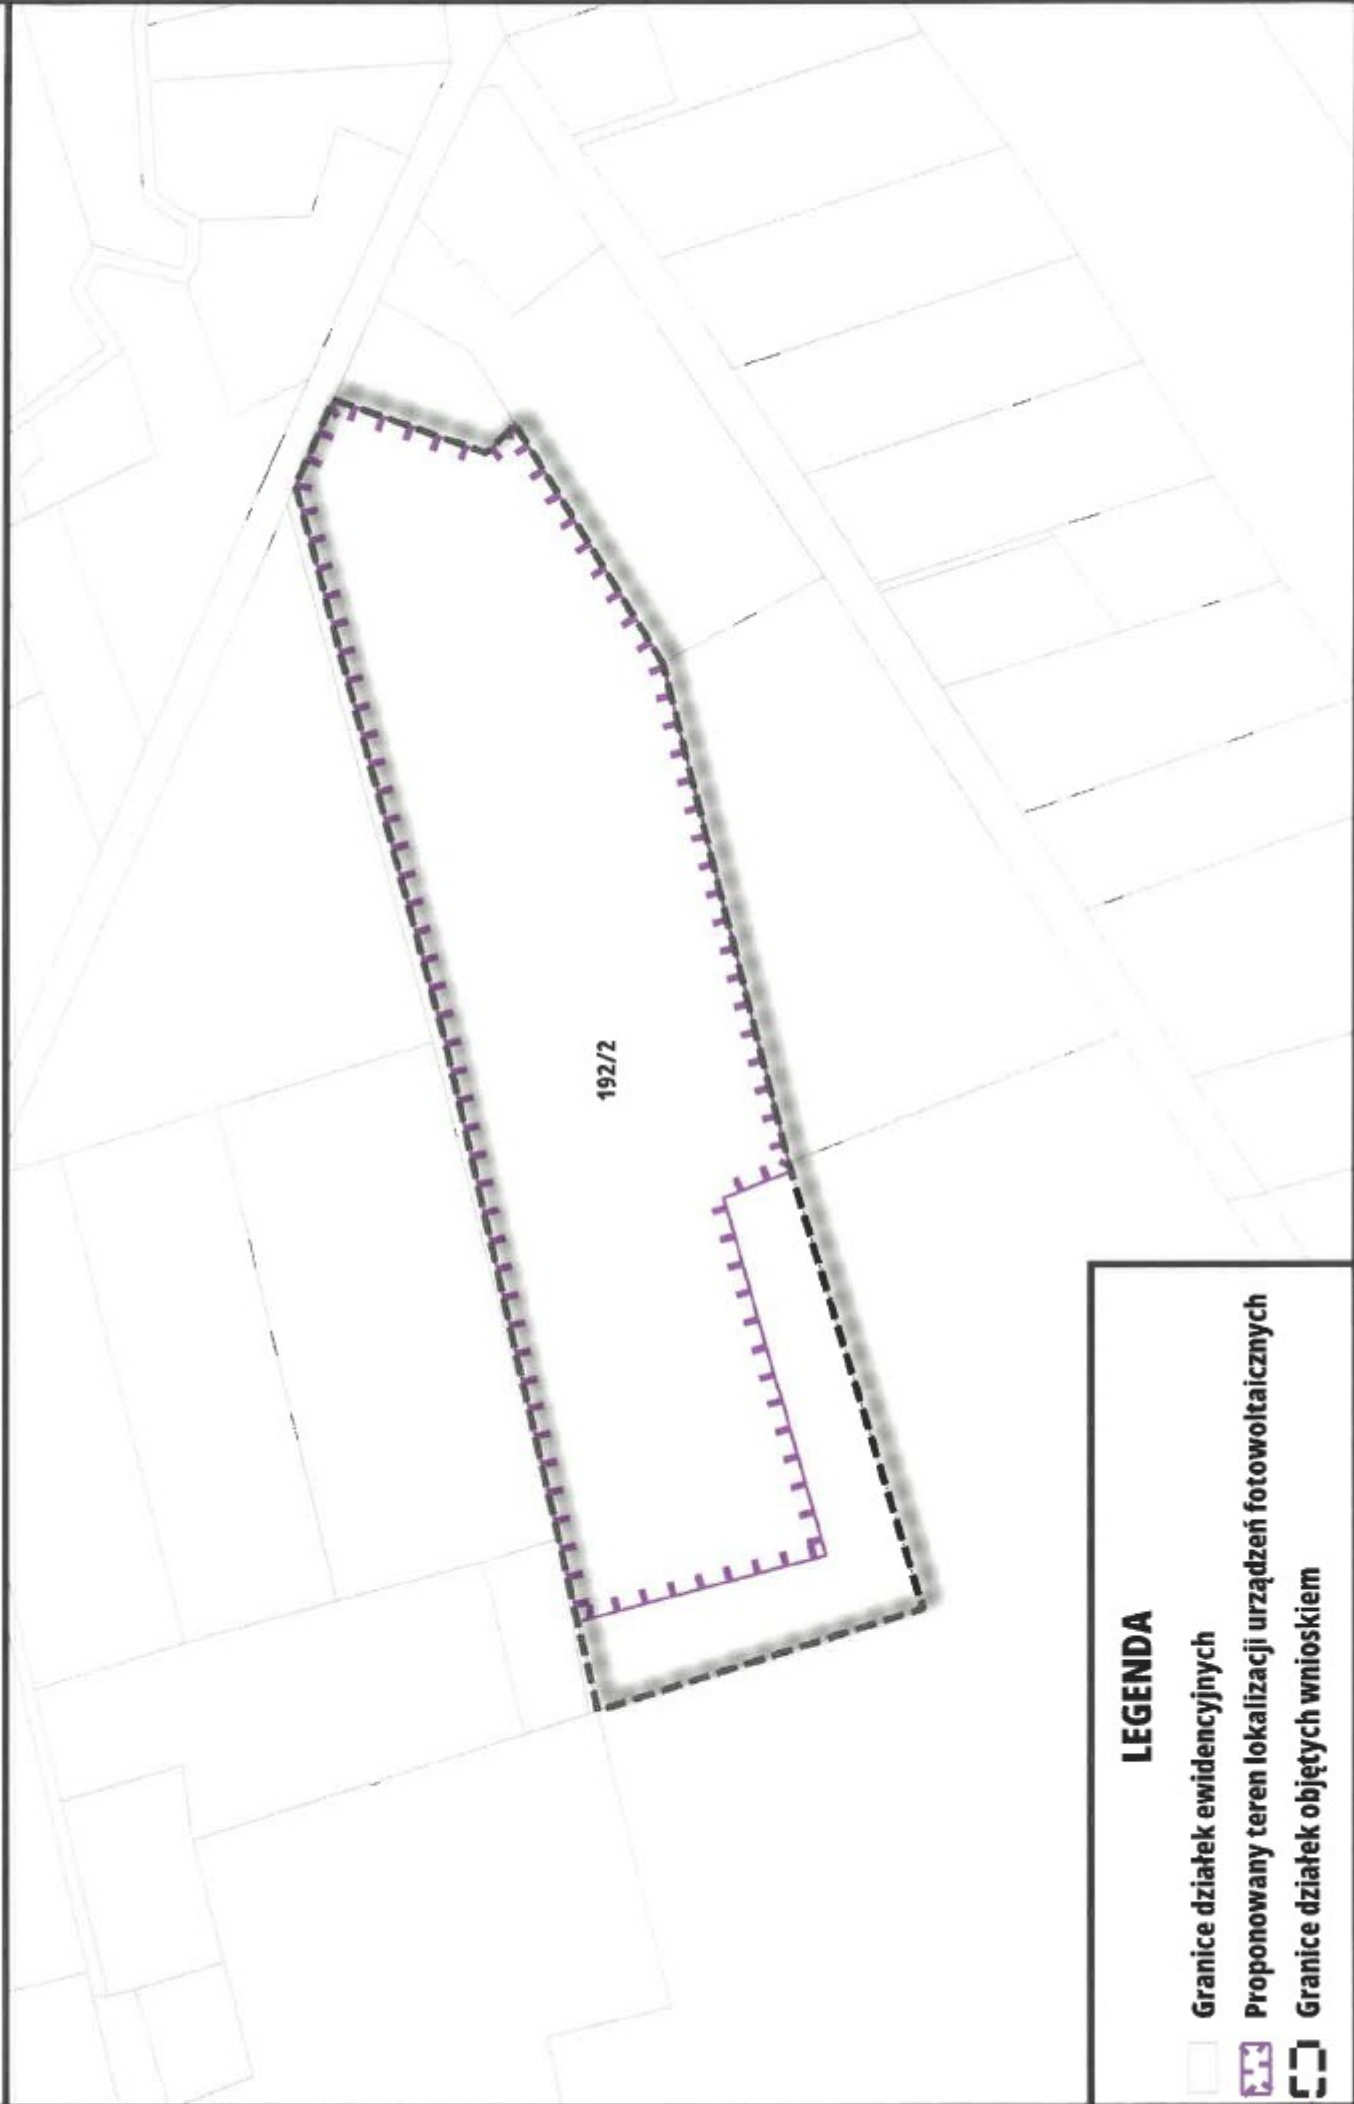 192/2
LEGENDA
Granice działek ewidencyjnych
Proponowany teren lokalizacji urządzeń fotowoltaicznych
Granice działek objętych wnioskiem